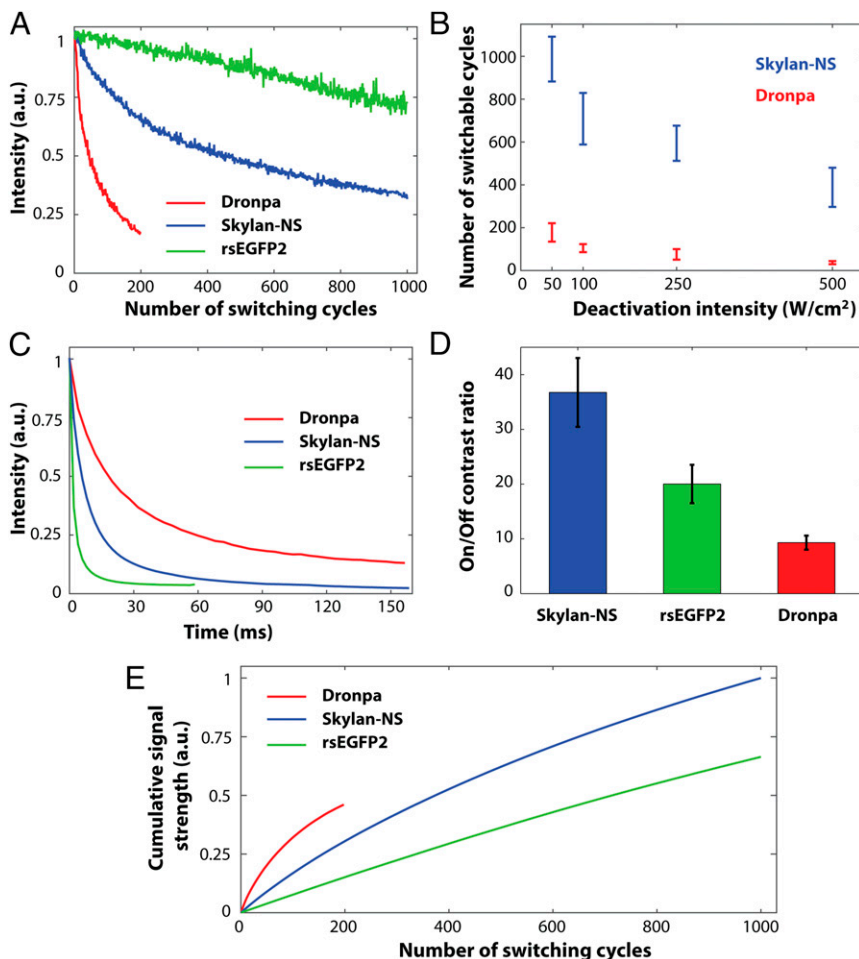 A
Intensity (a.u.)
1
0.75
0.5
0.25
0
Dronpa
Skylan-NS
rsEGFP2
0 200 400 600 800 1000
Number of switching cycles
B
Number of switchable cycles
1000
800
600
400
200
0
Skylan-NS
Dronpa
0 50 100 250 500
Deactivation intensity (W/cm²)
C
Intensity (a.u.)
1
0.75
0.5
0.25
0
Dronpa
Skylan-NS
rsEGFP2
0 30 60 90 120 150
Time (ms)
D
On/Off contrast ratio
40
30
20
10
0
Skylan-NS rsEGFP2 Dronpa
E
Cumulative signal
strength (a.u.)
1
0.75
0.5
0.25
0
Dronpa
Skylan-NS
rsEGFP2
0 200 400 600 800 1000
Number of switching cycles